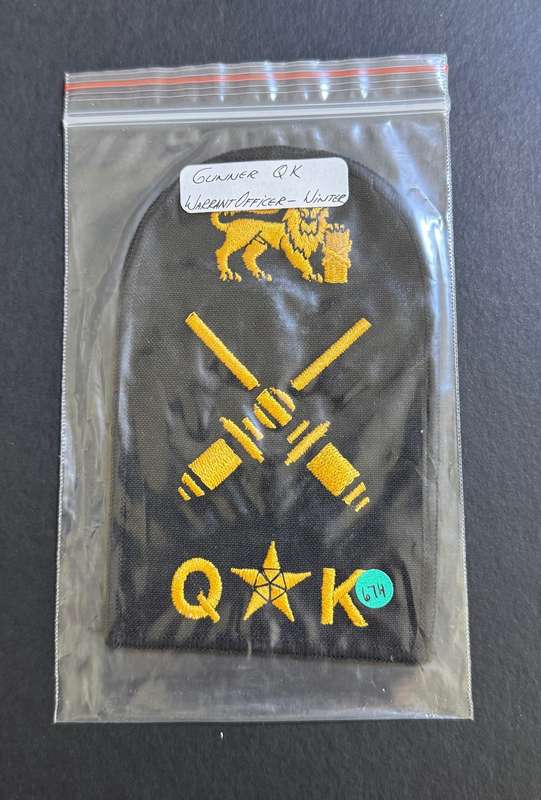 GUNNER QK
WARRANT OFFICER - WINTER
Q K
674